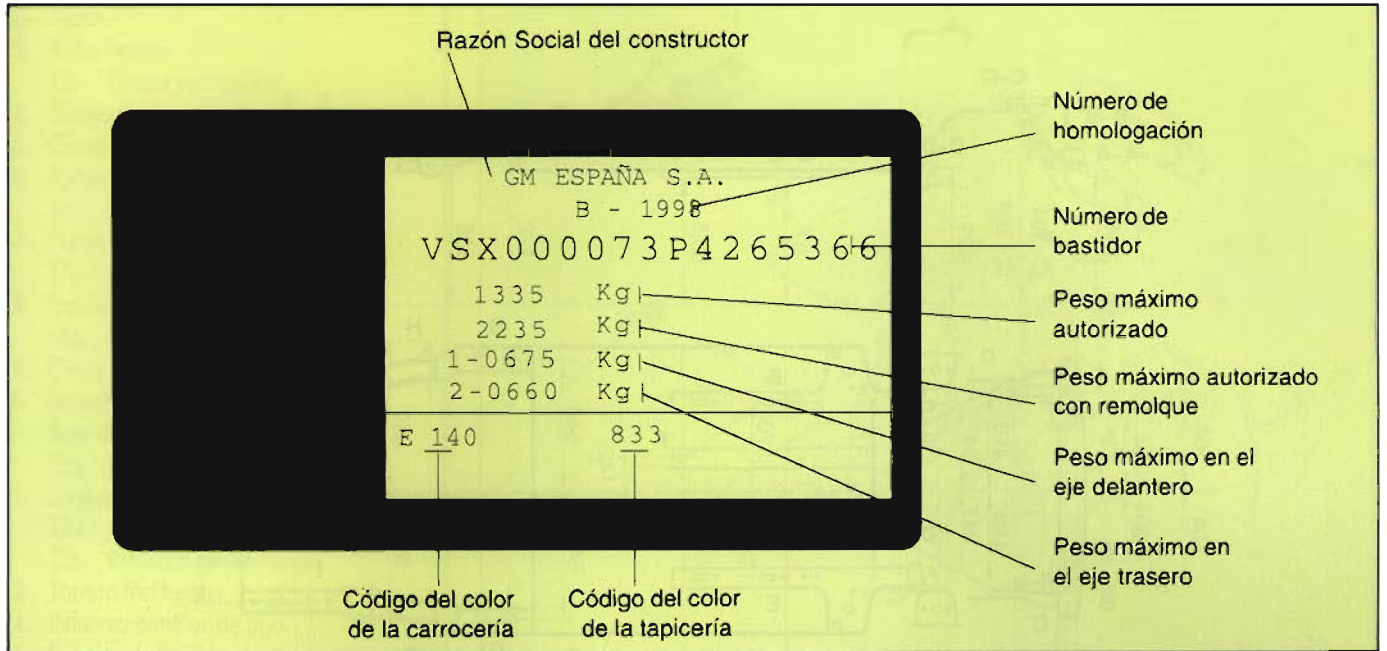 Razón Social del constructor
Número de
homologación
GM ESPAÑA S.A.
B - 1998
Número de
bastidor
VSX000073P4265366
1335 Kg
Peso máximo
autorizado
2235 Kg
Peso máximo autorizado
con remolque
1-0675 Kg
Peso máximo en el
eje delantero
2-0660 Kg
Peso máximo en
el eje trasero
E 140 833
Código del color
de la carrocería
Código del color
de la tapicería